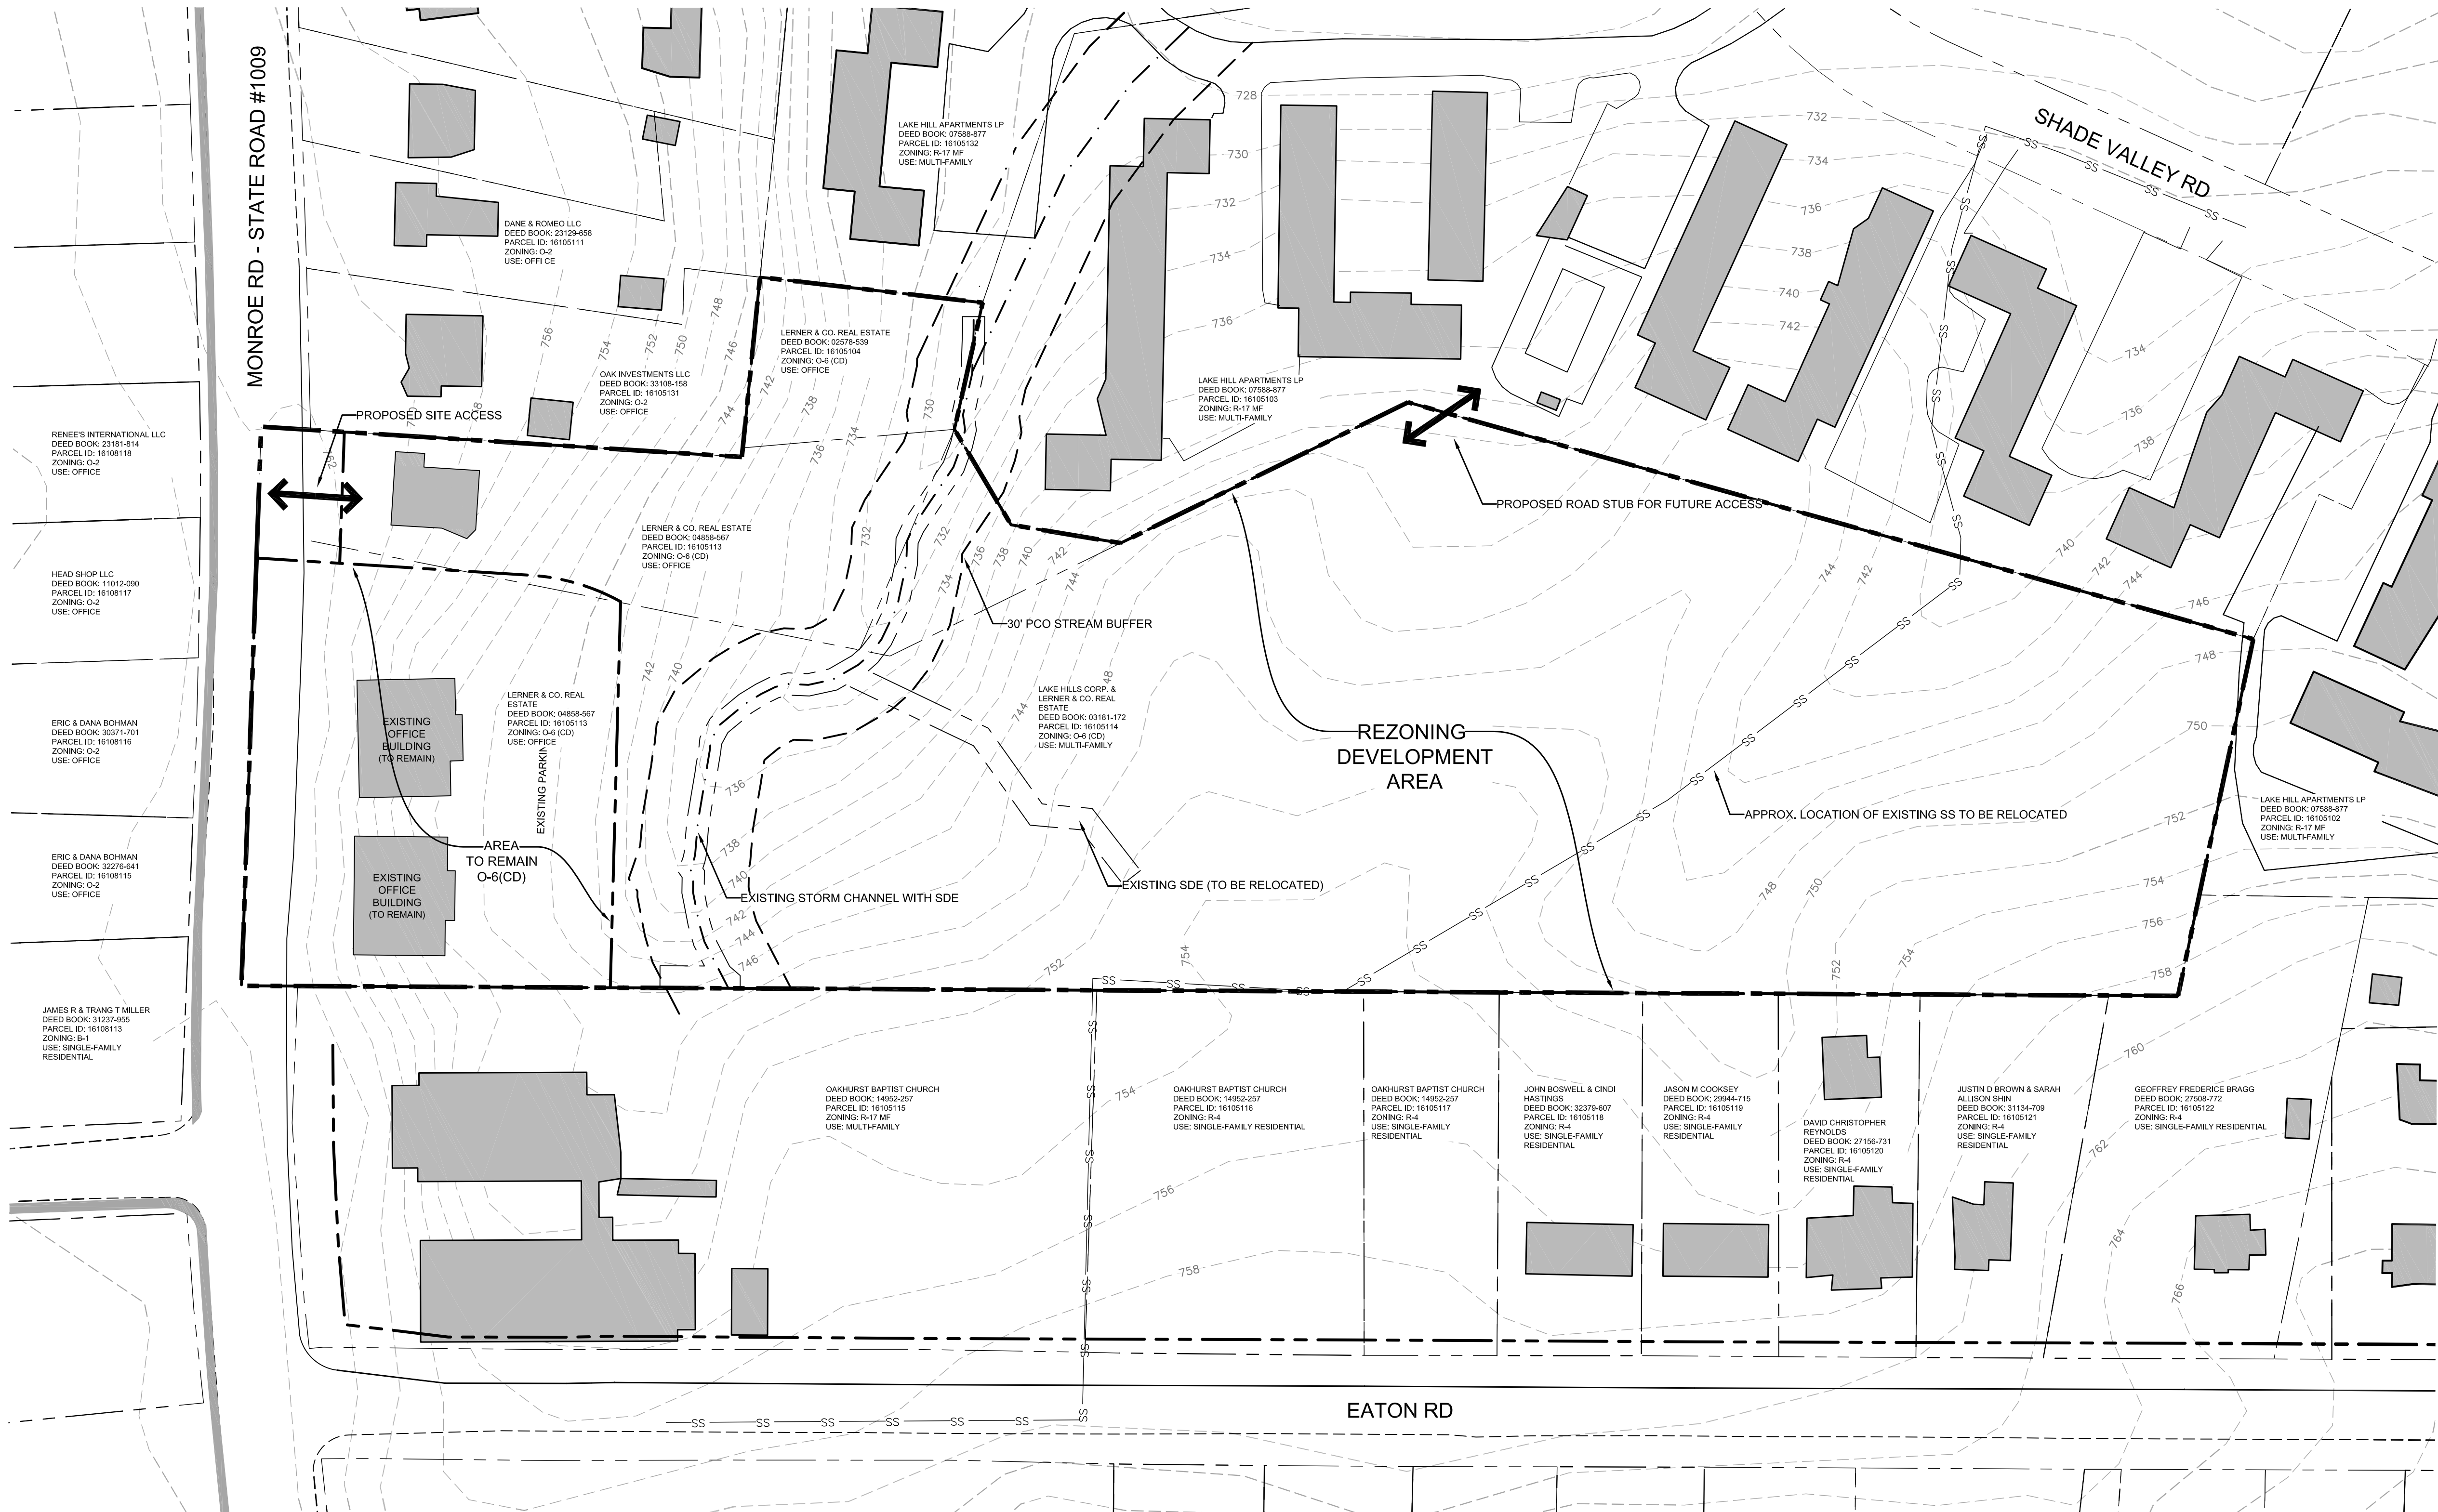 MONROE RD - STATE ROAD #1009
SHADE VALLEY RD
EATON RD
LAKE HILL APARTMENTS LP
DEED BOOK: 07588-877
PARCEL ID: 16105132
ZONING: R-17 MF
USE: MULTI-FAMILY
DANE & ROMEO LLC
DEED BOOK: 23129-658
PARCEL ID: 16105111
ZONING: O-2
USE: OFFI CE
LERNER & CO. REAL ESTATE
DEED BOOK: 02578-539
PARCEL ID: 16105104
ZONING: O-6 (CD)
USE: OFFICE
OAK INVESTMENTS LLC
DEED BOOK: 33108-158
PARCEL ID: 16105131
ZONING: O-2
USE: OFFICE
LAKE HILL APARTMENTS LP
DEED BOOK: 07588-877
PARCEL ID: 16105103
ZONING: R-17 MF
USE: MULTI-FAMILY
PROPOSED SITE ACCESS
RENEE'S INTERNATIONAL LLC
DEED BOOK: 23181-814
PARCEL ID: 16108118
ZONING: O-2
USE: OFFICE
PROPOSED ROAD STUB FOR FUTURE ACCESS
LERNER & CO. REAL ESTATE
DEED BOOK: 04858-567
PARCEL ID: 16105113
ZONING: O-6 (CD)
USE: OFFICE
HEAD SHOP LLC
DEED BOOK: 11012-090
PARCEL ID: 16108117
ZONING: O-2
USE: OFFICE
30' PCO STREAM BUFFER
LERNER & CO. REAL
ESTATE
DEED BOOK: 04858-567
PARCEL ID: 16105113
ZONING: O-6 (CD)
USE: OFFICE
LAKE HILLS CORP. &
LERNER & CO. REAL
ESTATE
DEED BOOK: 03181-172
PARCEL ID: 16105114
ZONING: O-6 (CD)
USE: MULTI-FAMILY
ERIC & DANA BOHMAN
DEED BOOK: 30371-701
PARCEL ID: 16108116
ZONING: O-2
USE: OFFICE
EXISTING
OFFICE
BUILDING
(TO REMAIN)
EXISTING PARKIN
REZONING
DEVELOPMENT
AREA
APPROX. LOCATION OF EXISTING SS TO BE RELOCATED
LAKE HILL APARTMENTS LP
DEED BOOK: 07588-877
PARCEL ID: 16105102
ZONING: R-17 MF
USE: MULTI-FAMILY
ERIC & DANA BOHMAN
DEED BOOK: 32276-641
PARCEL ID: 16108115
ZONING: O-2
USE: OFFICE
EXISTING
OFFICE
BUILDING
(TO REMAIN)
AREA
TO REMAIN
O-6(CD)
EXISTING STORM CHANNEL WITH SDE
EXISTING SDE (TO BE RELOCATED)
JAMES R & TRANG T MILLER
DEED BOOK: 31237-955
PARCEL ID: 16108113
ZONING: B-1
USE: SINGLE-FAMILY
RESIDENTIAL
OAKHURST BAPTIST CHURCH
DEED BOOK: 14952-257
PARCEL ID: 16105115
ZONING: R-17 MF
USE: MULTI-FAMILY
OAKHURST BAPTIST CHURCH
DEED BOOK: 14952-257
PARCEL ID: 16105116
ZONING: R-4
USE: SINGLE-FAMILY RESIDENTIAL
OAKHURST BAPTIST CHURCH
DEED BOOK: 14952-257
PARCEL ID: 16105117
ZONING: R-4
USE: SINGLE-FAMILY
RESIDENTIAL
JOHN BOSWELL & CINDI
HASTINGS
DEED BOOK: 32379-607
PARCEL ID: 16105118
ZONING: R-4
USE: SINGLE-FAMILY
RESIDENTIAL
JASON M COOKSEY
DEED BOOK: 29944-715
PARCEL ID: 16105119
ZONING: R-4
USE: SINGLE-FAMILY
RESIDENTIAL
DAVID CHRISTOPHER
REYNOLDS
DEED BOOK: 27156-731
PARCEL ID: 16105120
ZONING: R-4
USE: SINGLE-FAMILY
RESIDENTIAL
JUSTIN D BROWN & SARAH
ALLISON SHIN
DEED BOOK: 31134-709
PARCEL ID: 16105121
ZONING: R-4
USE: SINGLE-FAMILY
RESIDENTIAL
GEOFFREY FREDERICE BRAGG
DEED BOOK: 27508-772
PARCEL ID: 16105122
ZONING: R-4
USE: SINGLE-FAMILY RESIDENTIAL